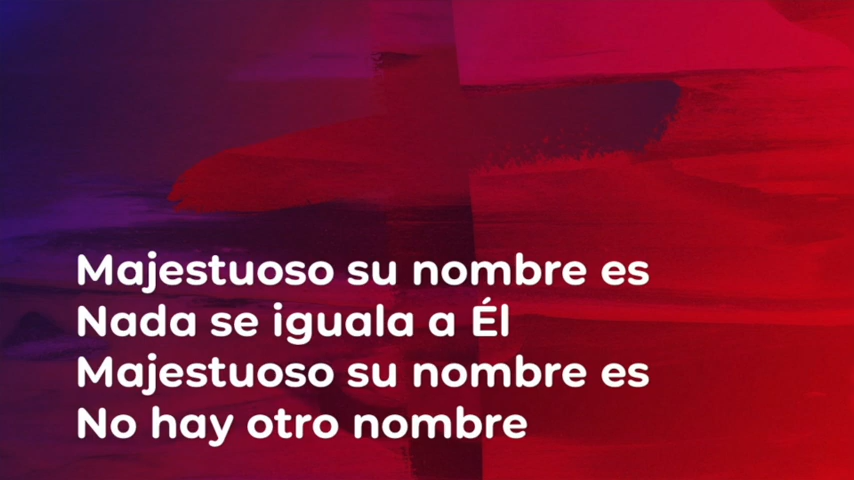 Majestuoso su nombre es
Nada se iguala a Él
Majestuoso su nombre es
No hay otro nombre